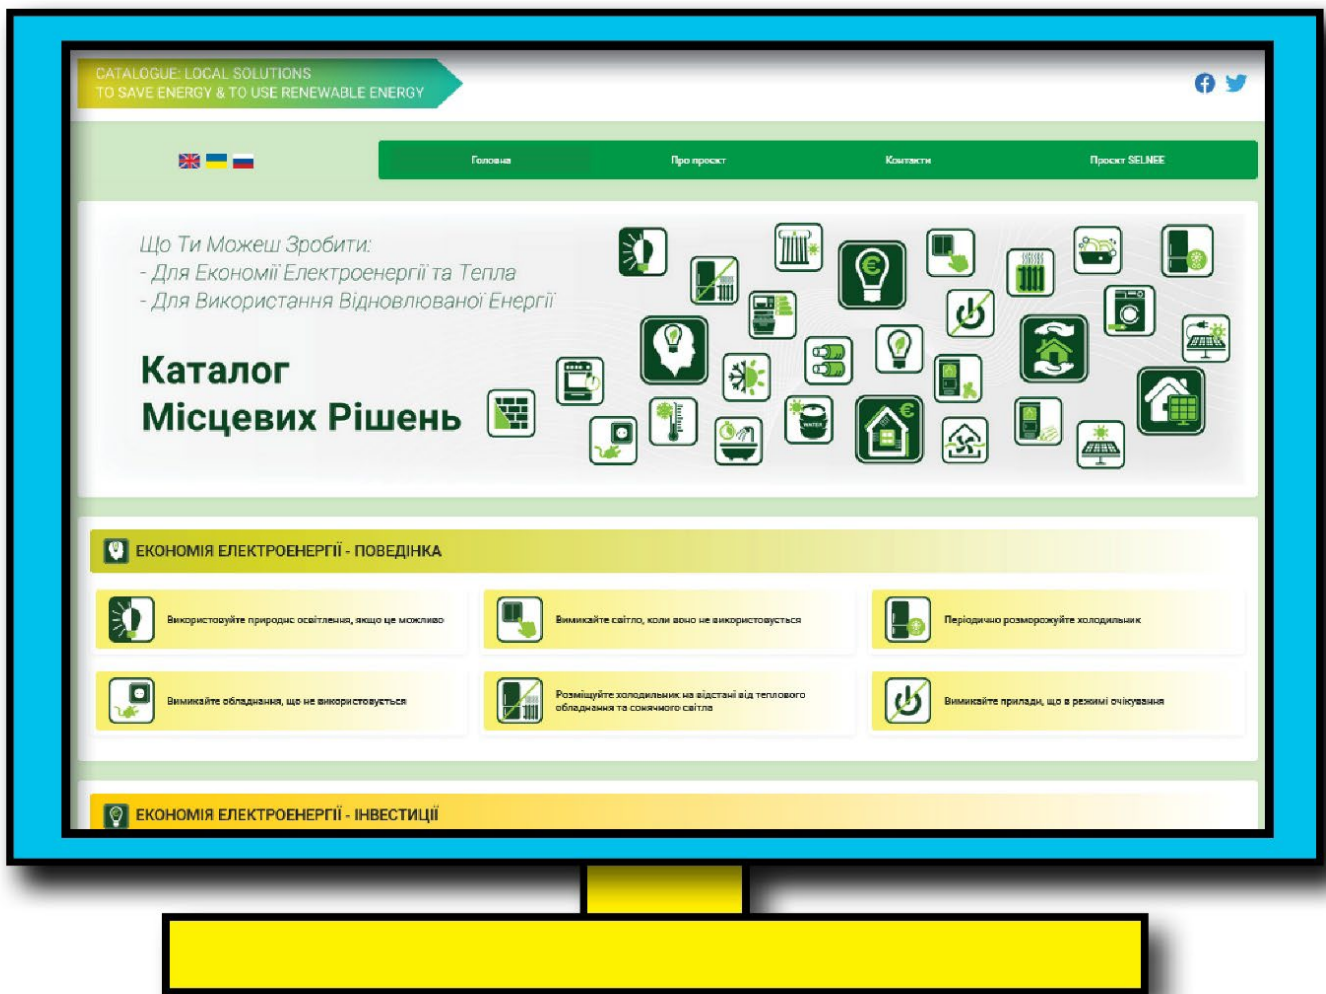 CATALOGUE: LOCAL SOLUTIONS
TO SAVE ENERGY & TO USE RENEWABLE ENERGY
Головна
Про проєкт
Контакти
Проєкт SELNEE
Що Ти Можеш Зробити:
- Для Економії Електроенергії та Тепла
- Для Використання Відновлюваної Енергії
Каталог
Місцевих Рішень
WATER
ЕКОНОМІЯ ЕЛЕКТРОЕНЕРГІЇ - ПОВЕДІНКА
Використовуйте природнє освітлення, якщо це можливо
Вимикайте світло, коли воно не використовується
Періодично розморожуйте холодильник
Вимикайте обладнання, що не використовується
Розміщуйте холодильник на відстані від теплового
обладнання та сонячного світла
Вимикайте прилади, що в режимі очікування
ЕКОНОМІЯ ЕЛЕКТРОЕНЕРГІЇ - ІНВЕСТИЦІЇ